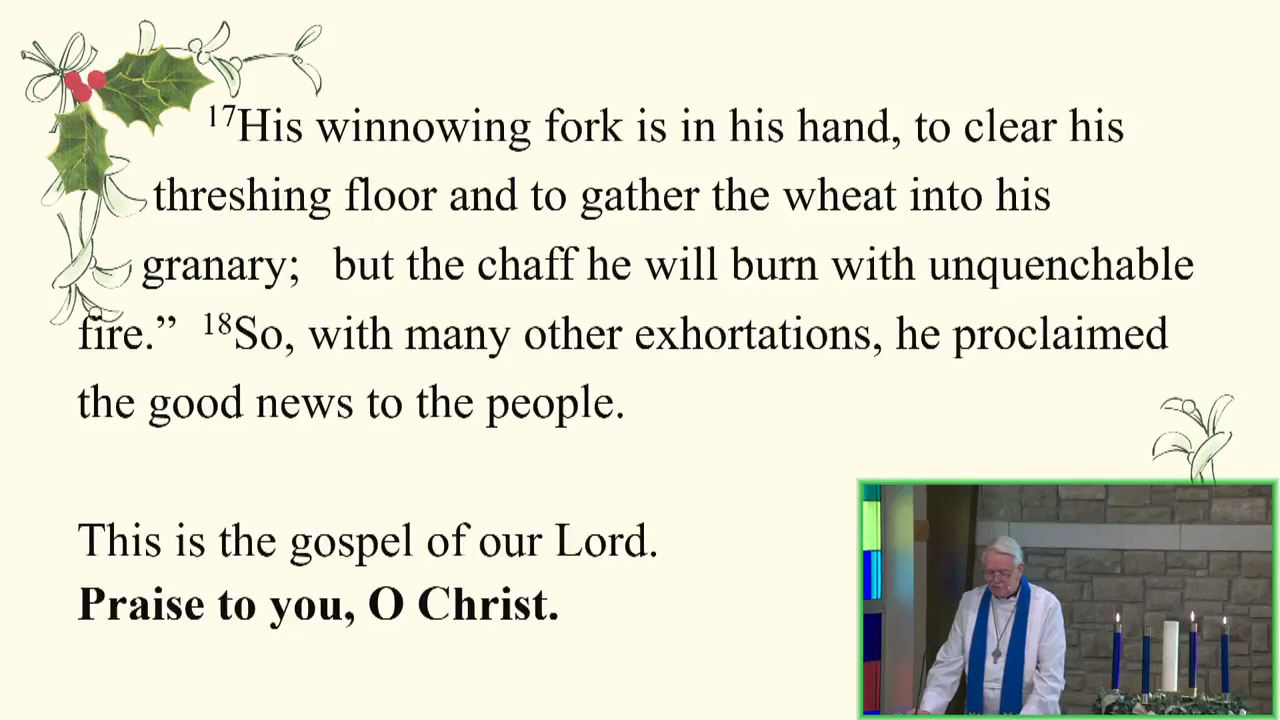 17His winnowing fork is in his hand, to clear his
threshing floor and to gather the wheat into his
granary; but the chaff he will burn with unquenchable
fire.” 18So, with many other exhortations, he proclaimed
the good news to the people.
This is the gospel of our Lord.
Praise to you, O Christ.